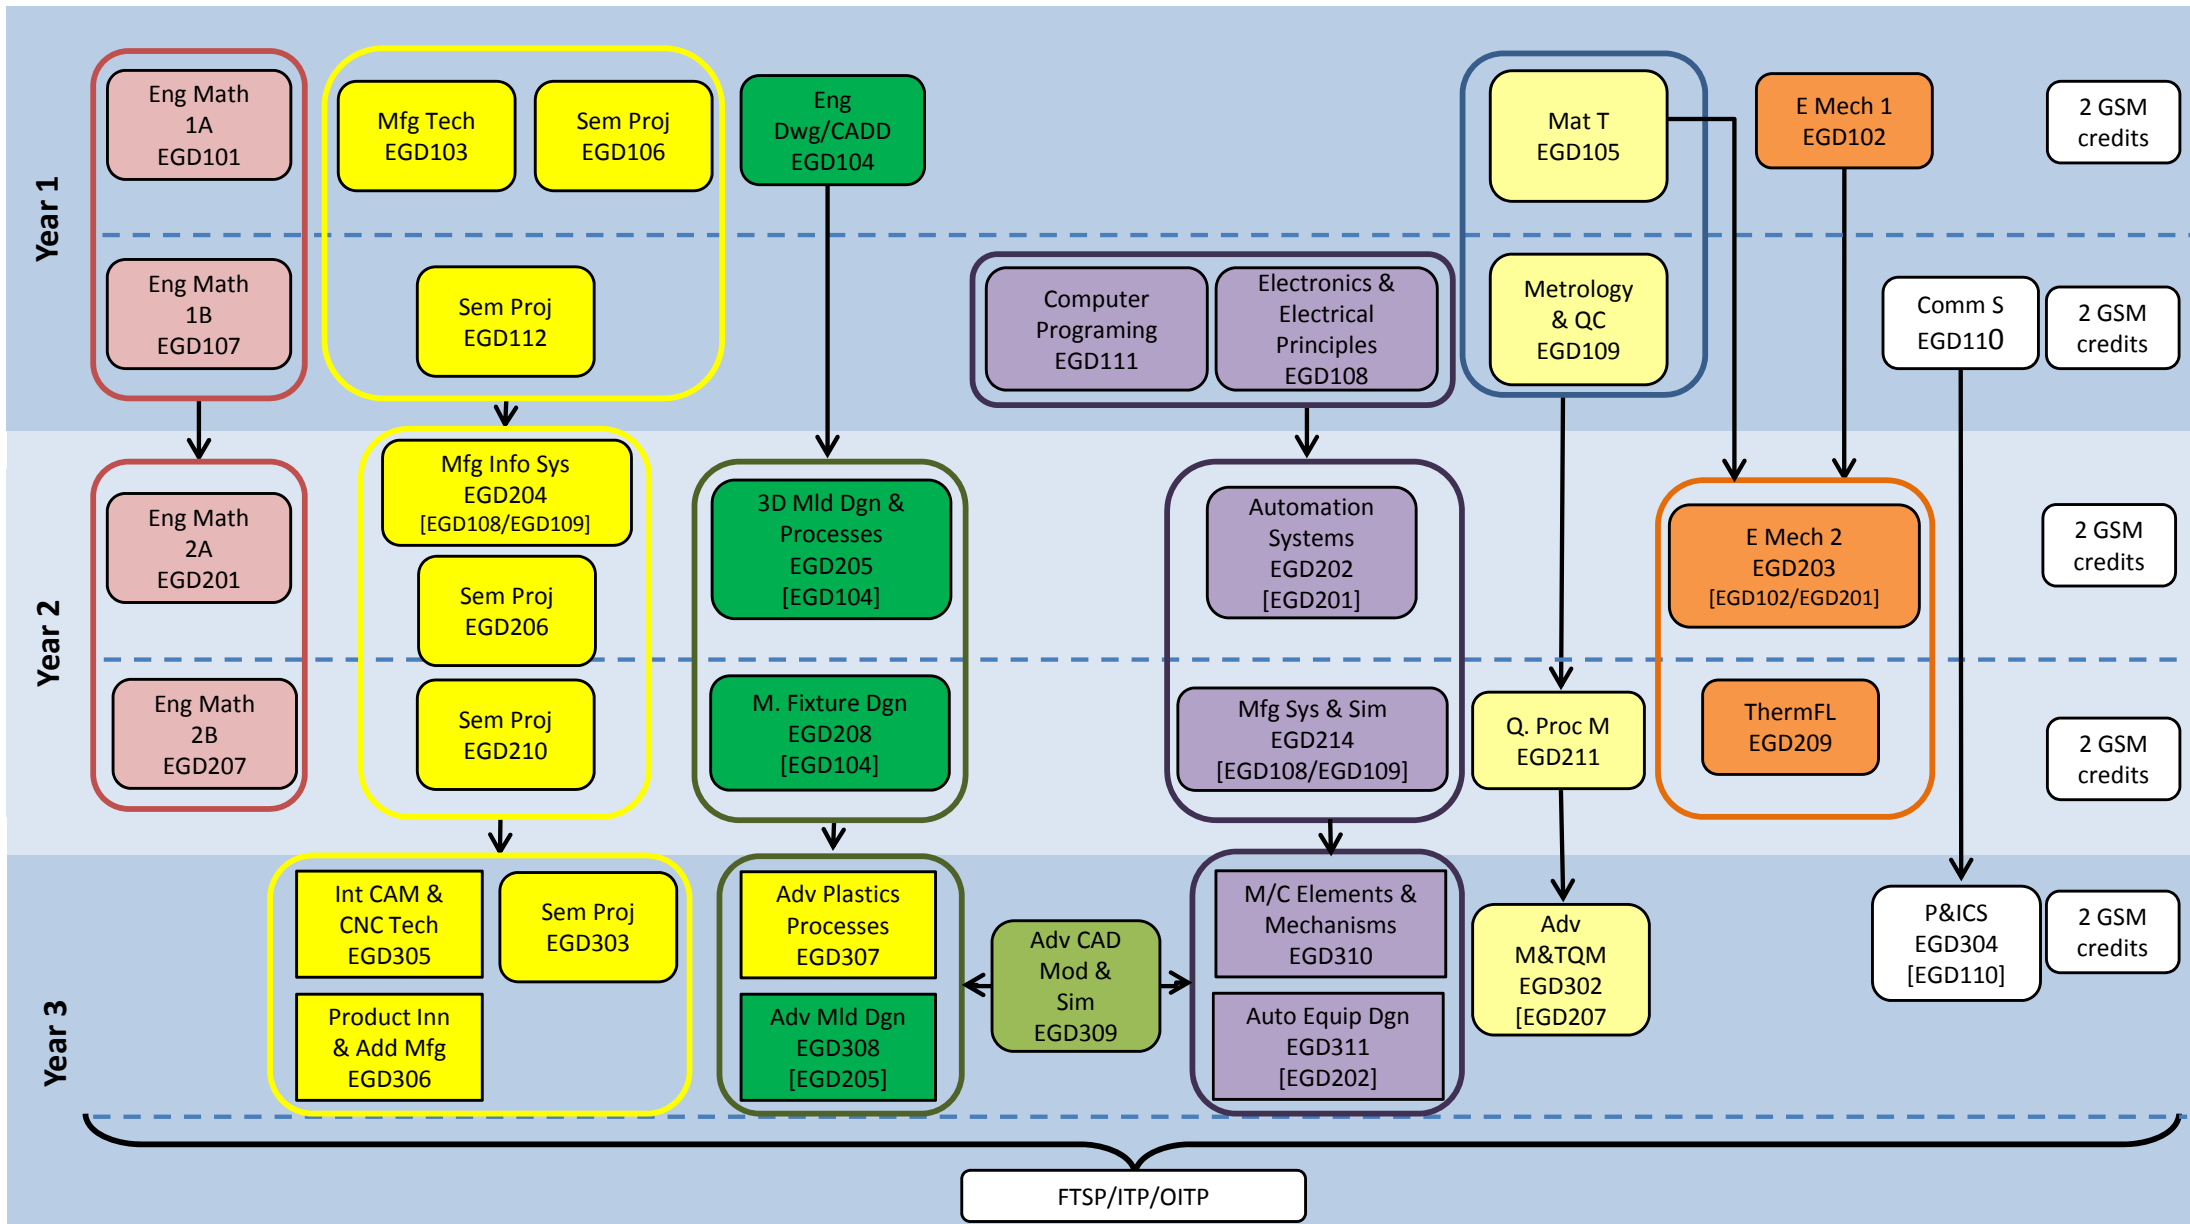 Year 1
Eng Math
1A
EGD101
Mfg Tech
EGD103
Sem Proj
EGD106
Eng
Dwg/CADD
EGD104
Mat T
EGD105
E Mech 1
EGD102
2 GSM
credits
Eng Math
1B
EGD107
Sem Proj
EGD112
Computer
Programing
EGD111
Electronics &
Electrical
Principles
EGD108
Metrology
& QC
EGD109
Comm S
EGD110
2 GSM
credits
Year 2
Eng Math
2A
EGD201
Mfg Info Sys
EGD204
[EGD108/EGD109]
Sem Proj
EGD206
3D Mld Dgn &
Processes
EGD205
[EGD104]
Automation
Systems
EGD202
[EGD201]
E Mech 2
EGD203
[EGD102/EGD201]
2 GSM
credits
Eng Math
2B
EGD207
Sem Proj
EGD210
M. Fixture Dgn
EGD208
[EGD104]
Mfg Sys & Sim
EGD214
[EGD108/EGD109]
Q. Proc M
EGD211
ThermFL
EGD209
2 GSM
credits
Year 3
Int CAM &
CNC Tech
EGD305
Sem Proj
EGD303
Product Inn
& Add Mfg
EGD306
Adv Plastics
Processes
EGD307
Adv Mld Dgn
EGD308
[EGD205]
Adv CAD
Mod &
Sim
EGD309
M/C Elements &
Mechanisms
EGD310
Auto Equip Dgn
EGD311
[EGD202]
Adv
M&TQM
EGD302
[EGD207
P&ICS
EGD304
[EGD110]
2 GSM
credits
FTSP/ITP/OITP